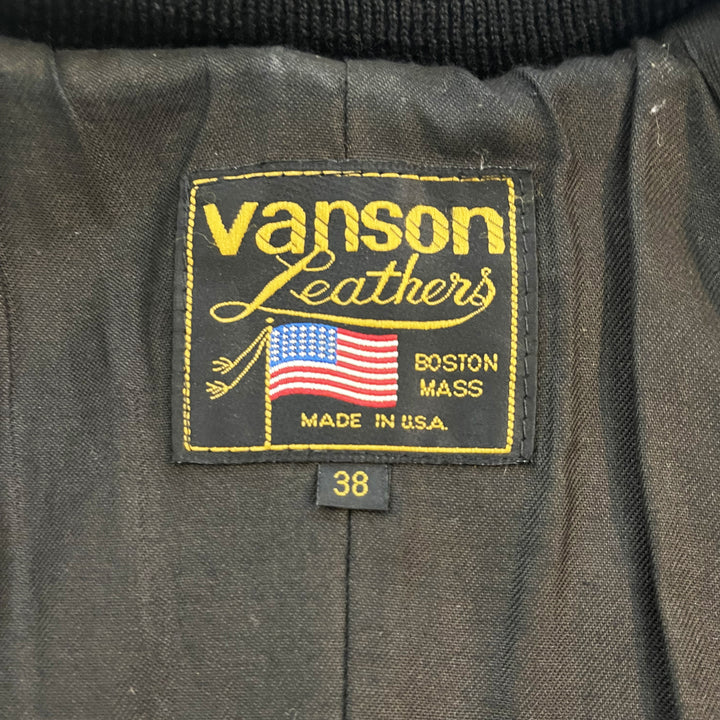 Vanson
Leathers
BOSTON
MASS
MADE IN U.S.A.
38